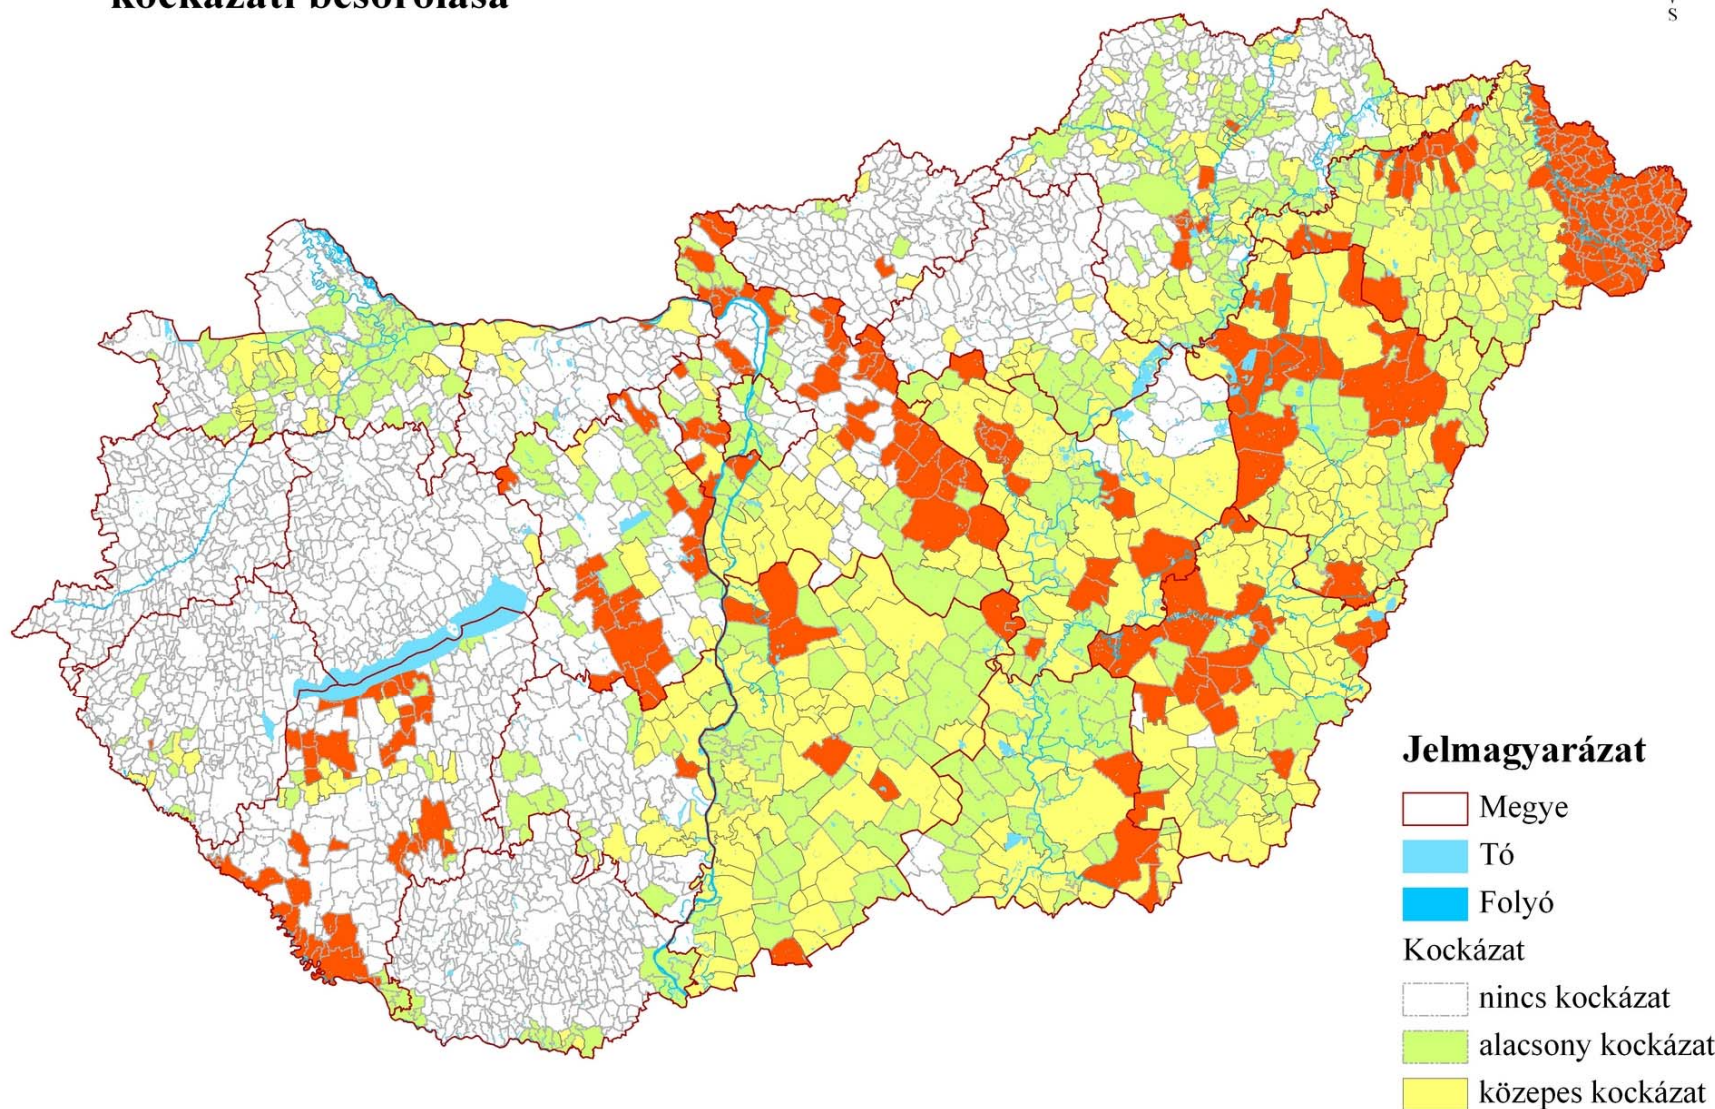 kockázati besorolása
S
Jelmagyarázat
Megye
Tó
Folyó
Kockázat
nincs kockázat
alacsony kockázat
közepes kockázat